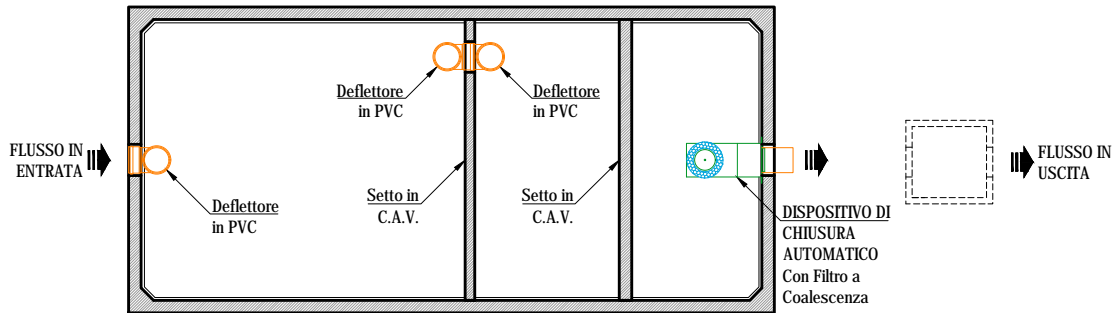 Deflettore
in PVC
Deflettore
in PVC
FLUSSO IN
ENTRATA
FLUSSO IN
USCITA
Deflettore
in PVC
Setto in
C.A.V.
Setto in
C.A.V.
DISPOSITIVO DI
CHIUSURA
AUTOMATICO
Con Filtro a
Coalescenza